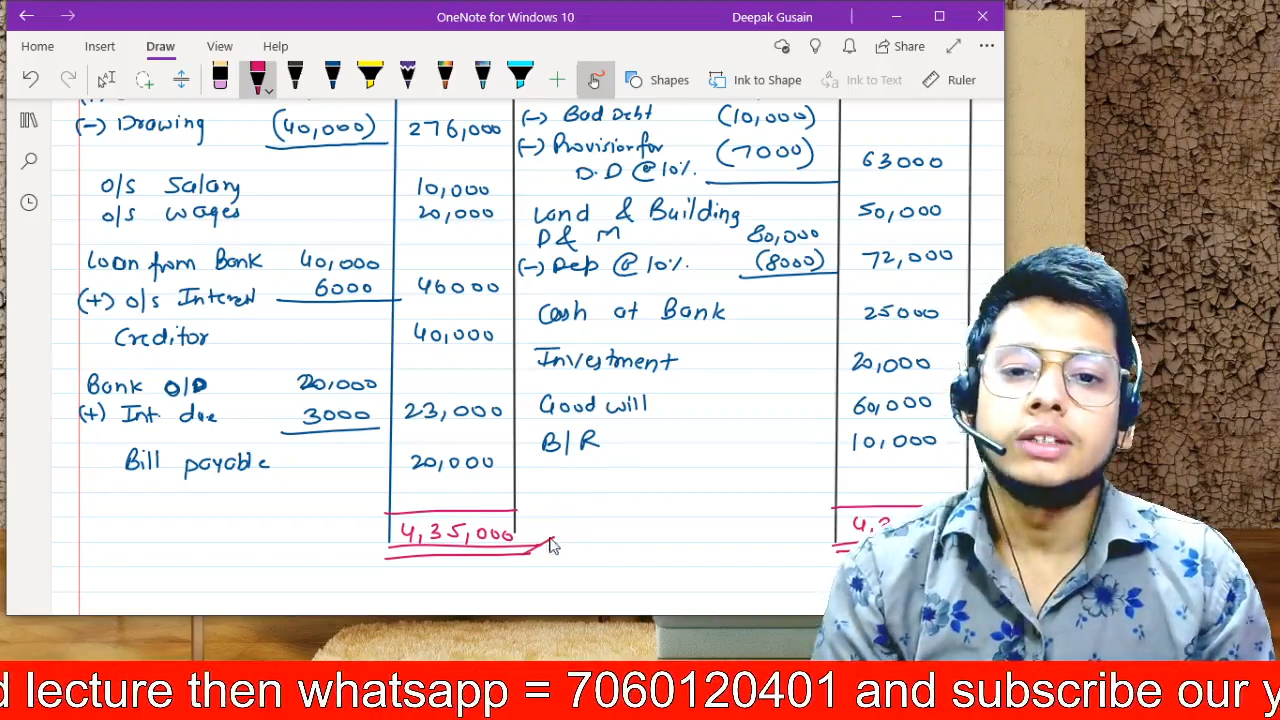 OneNote for Windows 10
Deepak Gusain
Home Insert Draw View Help
Share
Shapes
Ink to Shape
Ink to Text
Ruler
(-) Drawing (40,000) 276,000
o/s Salary 10,000
o/s wages 20,000
Loan from Bank 40,000
(+) o/s Interest 6000 46000
Creditor 40,000
Bank O/D 20,000
(+) Int. due 3000 23,000
Bill payable 20,000
4,35,000
(-) Bad Debt (10,000)
(-) Provision for (7000) 63000
D.D @ 10%.
Land & Building 50,000
P & M 80,000
(-) Dep @ 10%. (8000) 72,000
Cash at Bank 25000
Investment 20,000
Good will 60,000
B/R 10,000
lecture then whatsapp = 7060120401 and subscribe our